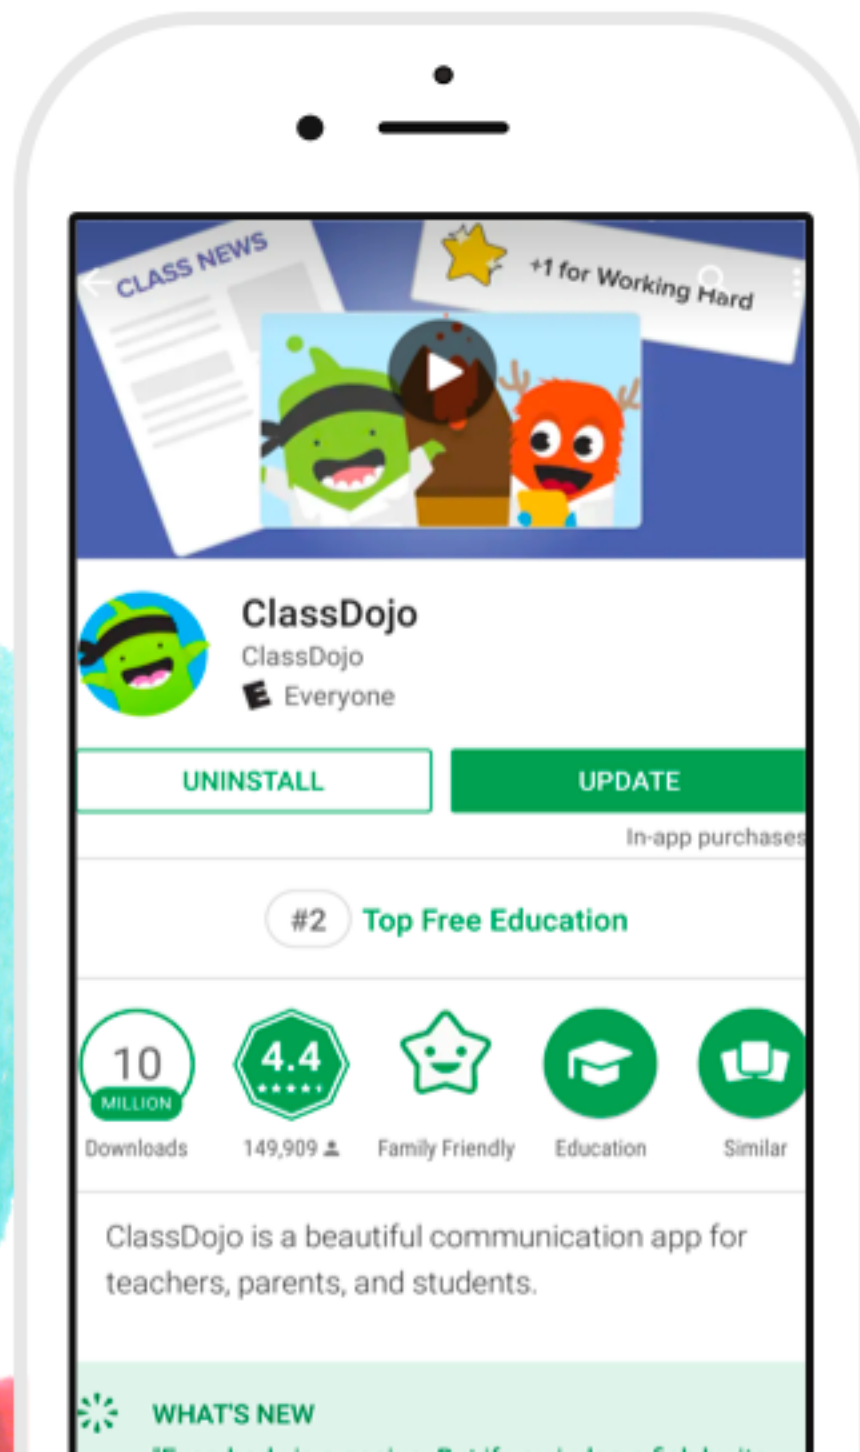 CLASS NEWS
+1 for Working Hard
ClassDojo
ClassDojo
E Everyone
UNINSTALL
UPDATE
In-app purchases
#2 Top Free Education
10
MILLION
4.4
Downloads
149,909
Family Friendly
Education
Similar
ClassDojo is a beautiful communication app for
teachers, parents, and students.
WHAT'S NEW